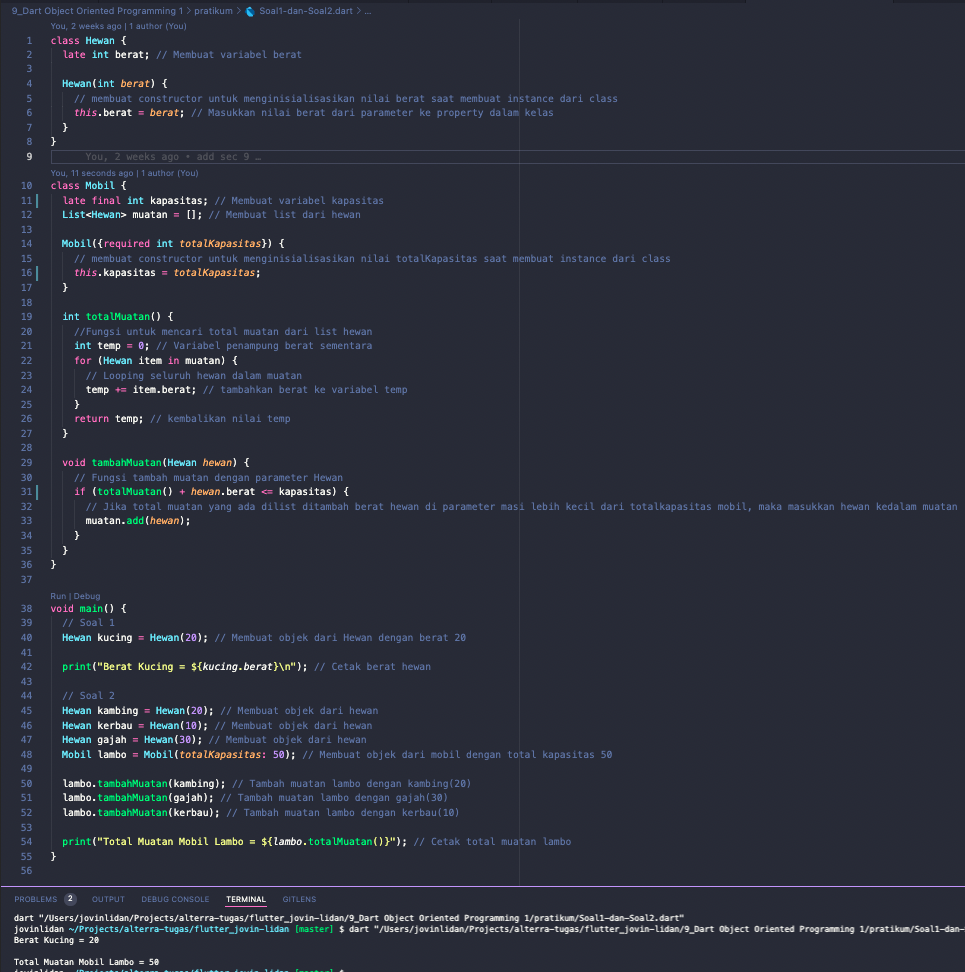 9_Dart Object Oriented Programming 1 > pratikum > Soal1-dan-Soal2.dart > ...
You, 2 weeks ago | 1 author (You)
1 class Hewan {
2 late int berat; // Membuat variabel berat
3
4 Hewan(int berat) {
5 // membuat constructor untuk menginisialisasikan nilai berat saat membuat instance dari class
6 this.berat = berat; // Masukkan nilai berat dari parameter ke property dalam kelas
7 }
8 }
9 You, 2 weeks ago • add sec 9 …
You, 11 seconds ago | 1 author (You)
10 class Mobil {
11 late final int kapasitas; // Membuat variabel kapasitas
12 List<Hewan> muatan = []; // Membuat list dari hewan
13
14 Mobil({required int totalKapasitas}) {
15 // membuat constructor untuk menginisialisasikan nilai totalKapasitas saat membuat instance dari class
16 this.kapasitas = totalKapasitas;
17 }
18
19 int totalMuatan() {
20 //Fungsi untuk mencari total muatan dari list hewan
21 int temp = 0; // Variabel penampung berat sementara
22 for (Hewan item in muatan) {
23 // Looping seluruh hewan dalam muatan
24 temp += item.berat; // tambahkan berat ke variabel temp
25 }
26 return temp; // kembalikan nilai temp
27 }
28
29 void tambahMuatan(Hewan hewan) {
30 // Fungsi tambah muatan dengan parameter Hewan
31 if (totalMuatan() + hewan.berat <= kapasitas) {
32 // Jika total muatan yang ada dilist ditambah berat hewan di parameter masi lebih kecil dari totalkapasitas mobil, maka masukkan hewan kedalam muatan
33 muatan.add(hewan);
34 }
35 }
36 }
37
Run | Debug
38 void main() {
39 // Soal 1
40 Hewan kucing = Hewan(20); // Membuat objek dari Hewan dengan berat 20
41
42 print("Berat Kucing = ${kucing.berat}\n"); // Cetak berat hewan
43
44 // Soal 2
45 Hewan kambing = Hewan(20); // Membuat objek dari hewan
46 Hewan kerbau = Hewan(10); // Membuat objek dari hewan
47 Hewan gajah = Hewan(30); // Membuat objek dari hewan
48 Mobil lambo = Mobil(totalKapasitas: 50); // Membuat objek dari mobil dengan total kapasitas 50
49
50 lambo.tambahMuatan(kambing); // Tambah muatan lambo dengan kambing(20)
51 lambo.tambahMuatan(gajah); // Tambah muatan lambo dengan gajah(30)
52 lambo.tambahMuatan(kerbau); // Tambah muatan lambo dengan kerbau(10)
53
54 print("Total Muatan Mobil Lambo = ${lambo.totalMuatan()}"); // Cetak total muatan lambo
55 }
56
PROBLEMS 2 OUTPUT DEBUG CONSOLE TERMINAL GITLENS
dart "/Users/jovinlidan/Projects/alterra-tugas/flutter_jovin-lidan/9_Dart Object Oriented Programming 1/pratikum/Soal1-dan-Soal2.dart"
jovinlidan ~/Projects/alterra-tugas/flutter_jovin-lidan [master] $ dart "/Users/jovinlidan/Projects/alterra-tugas/flutter_jovin-lidan/9_Dart Object Oriented Programming 1/pratikum/Soal1-dan-
Berat Kucing = 20

Total Muatan Mobil Lambo = 50